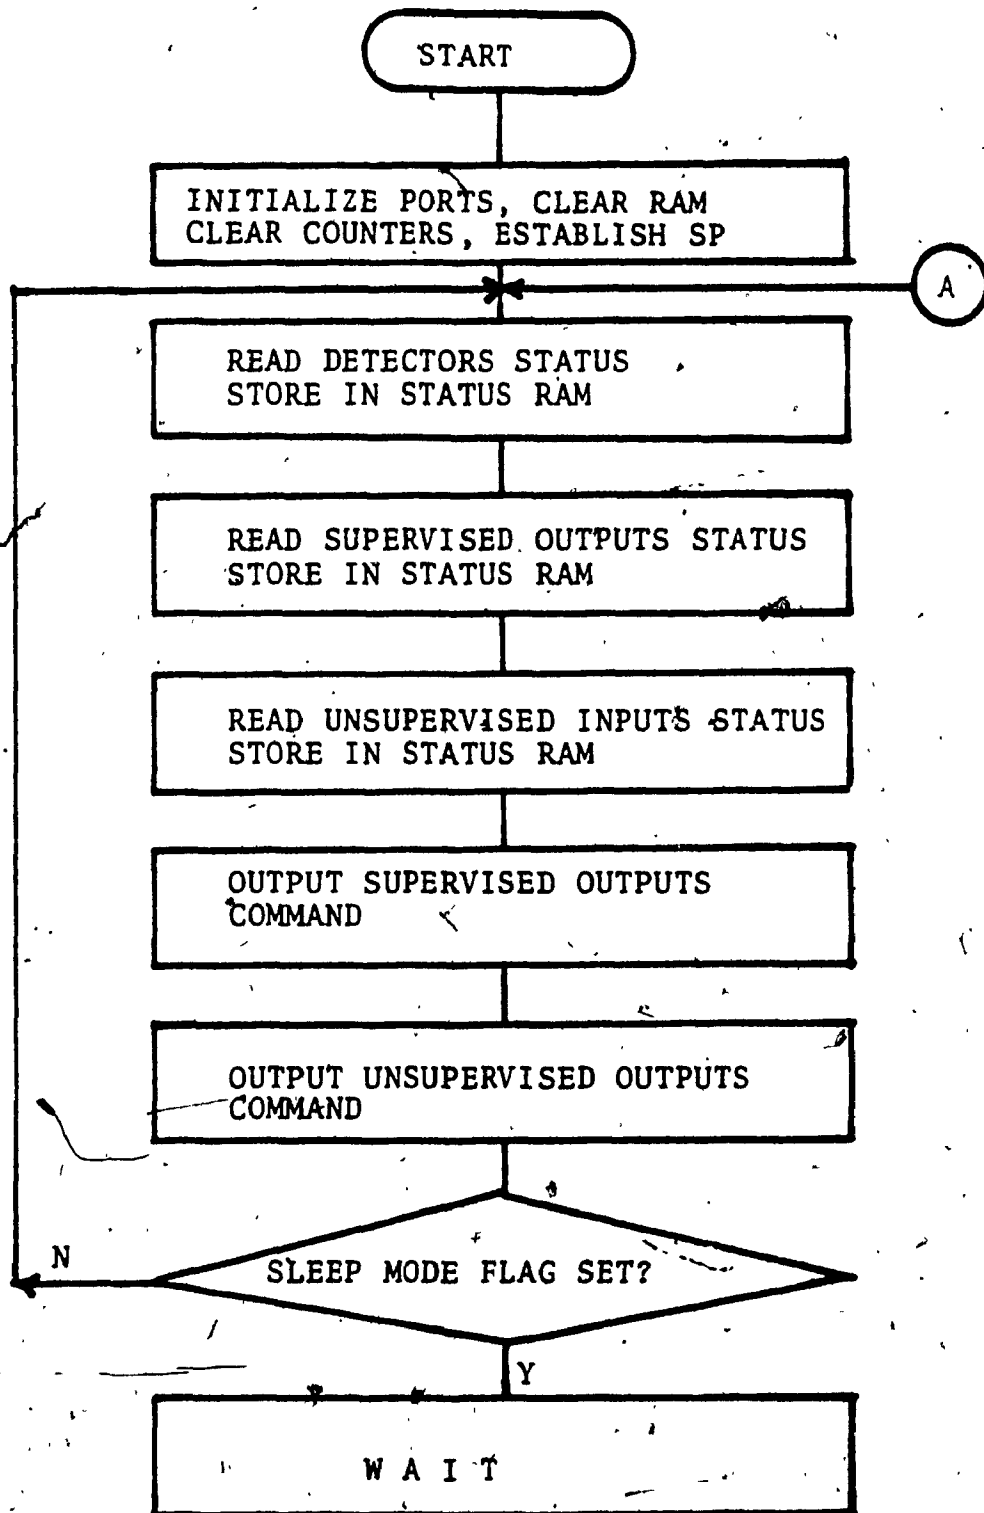 START
INITIALIZE PORTS, CLEAR RAM
CLEAR COUNTERS, ESTABLISH SP
A
READ DETECTORS STATUS
STORE IN STATUS RAM
READ SUPERVISED OUTPUTS STATUS
STORE IN STATUS RAM
READ UNSUPERVISED INPUTS STATUS
STORE IN STATUS RAM
OUTPUT SUPERVISED OUTPUTS
COMMAND
OUTPUT UNSUPERVISED OUTPUTS
COMMAND
N
SLEEP MODE FLAG SET?
Y
W A I T